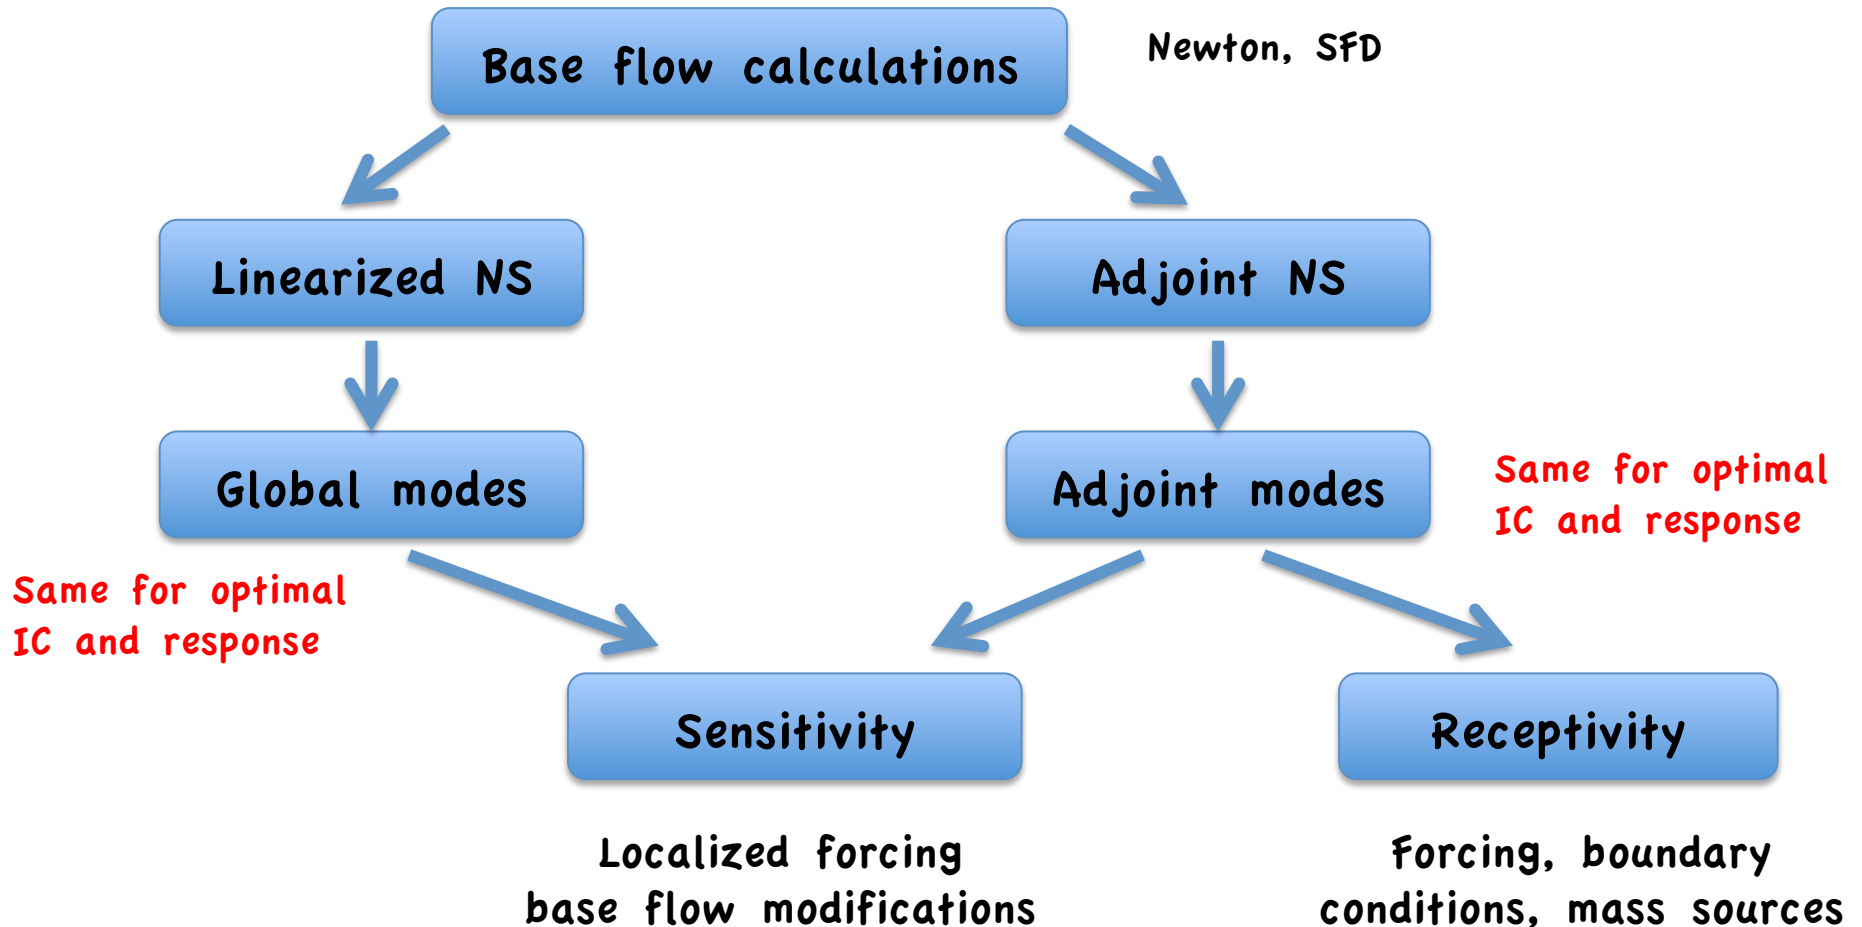 Base flow calculations
Newton, SFD
Linearized NS
Adjoint NS
Global modes
Adjoint modes
Same for optimal
IC and response
Same for optimal
IC and response
Sensitivity
Receptivity
Localized forcing
base flow modifications
Forcing, boundary
conditions, mass sources